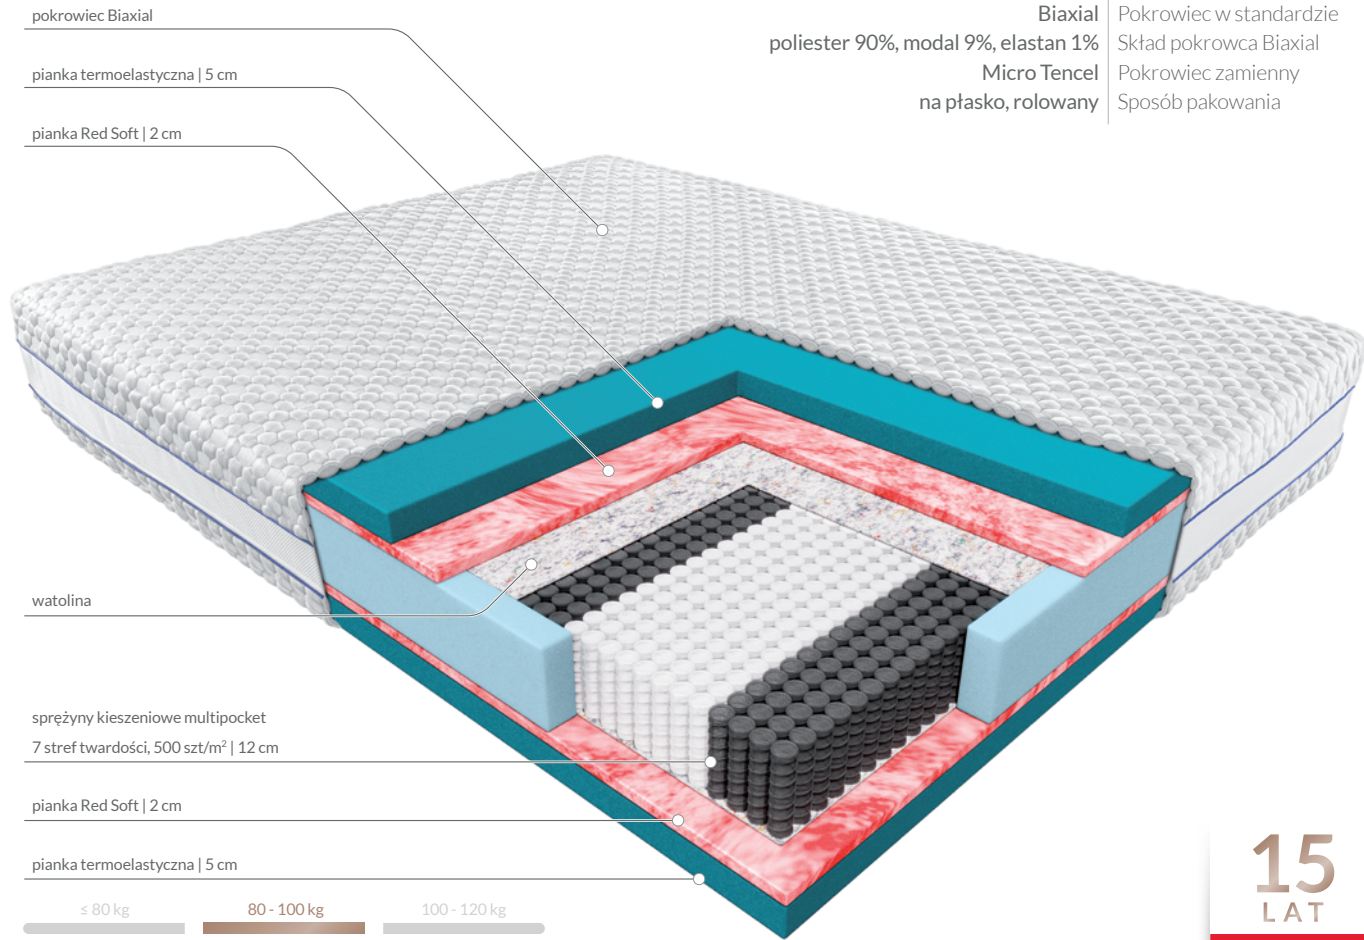 pokrowiec Biaxial
pianka termoelastyczna | 5 cm
pianka Red Soft | 2 cm
Biaxial Pokrowiec w standardzie
poliester 90%, modal 9%, elastan 1% Skład pokrowca Biaxial
Micro Tencel Pokrowiec zamienny
na płasko, rolowany Sposób pakowania
watolina
sprężyny kieszeniowe multipocket
7 stref twardości, 500 szt/m² | 12 cm
pianka Red Soft | 2 cm
pianka termoelastyczna | 5 cm
≤ 80 kg 80 - 100 kg 100 - 120 kg
15
LAT